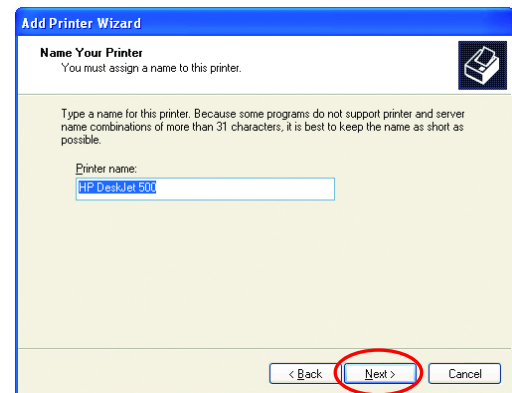 Add Printer Wizard
Name Your Printer
You must assign a name to this printer.
Type a name for this printer. Because some programs do not support printer and server
name combinations of more than 31 characters, it is best to keep the name as short as
possible.
Printer name:
HP DeskJet 500
< Back Next > Cancel